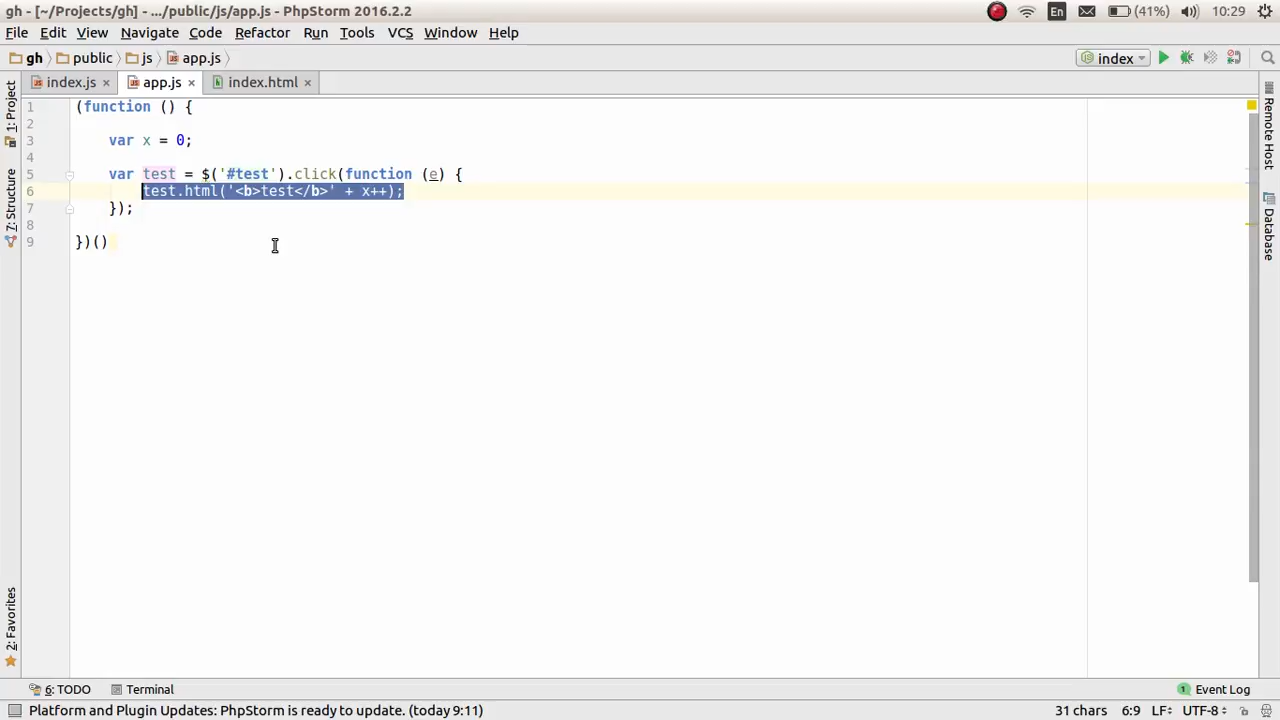 gh - [~/Projects/gh] - .../public/js/app.js - PhpStorm 2016.2.2
En (41%) 10:29
File Edit View Navigate Code Refactor Run Tools VCS Window Help
gh public js app.js index
index.js app.js index.html
1: Project
7: Structure
2: Favorites
1 (function () {
2
3 var x = 0;
4
5 var test = $('#test').click(function (e) {
6 test.html('<b>test</b>' + x++);
7 });
8
9 })()
Remote Host
Database
6: TODO Terminal 1 Event Log
Platform and Plugin Updates: PhpStorm is ready to update. (today 9:11) 31 chars 6:9 LF÷ UTF-8÷